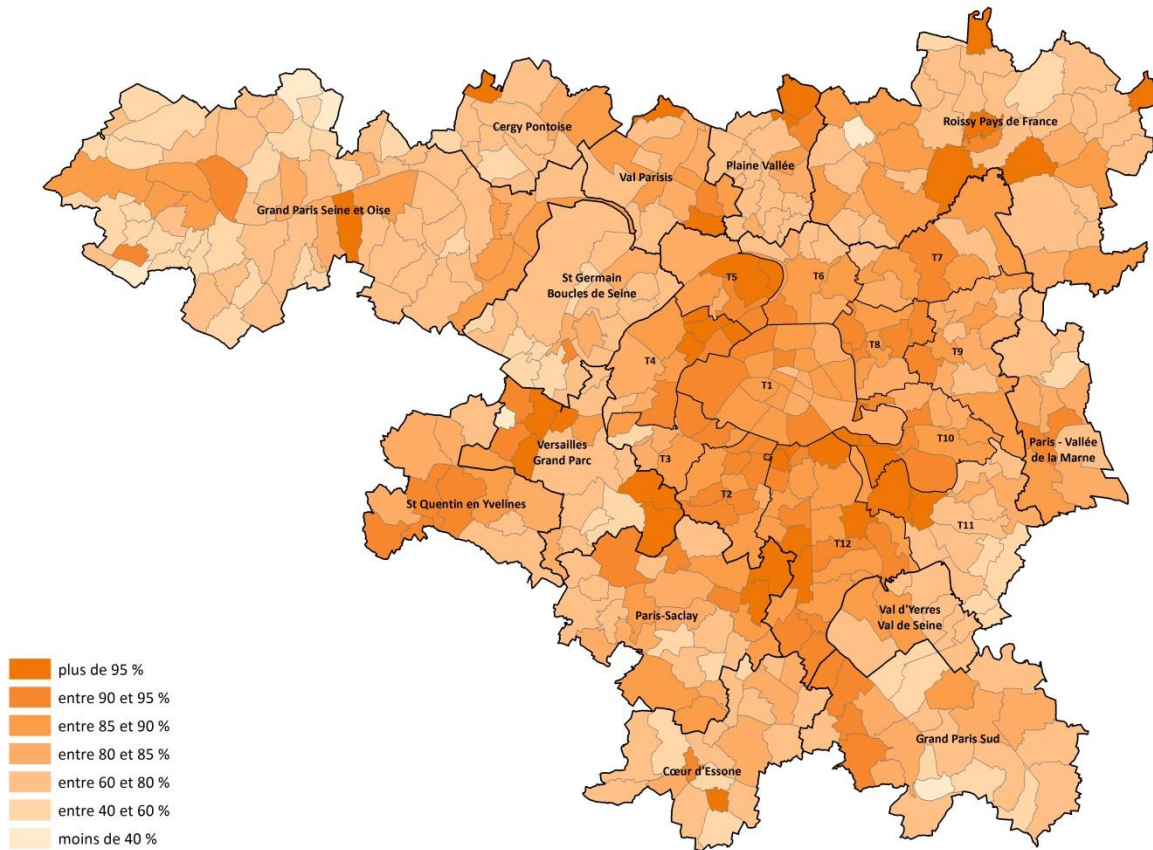 Cergy Pontoise
Roissy Pays de France
Plaine Vallée
Val Parisis
Grand Paris Seine et Oise
T7
St Germain
Boucles de Seine
T5
T6
T4
T8
T9
T1
Versailles
Grand Parc
T10
Paris - Vallée
de la Marne
T3
St Quentin en Yvelines
T2
T11
T12
Paris-Saclay
Val d'Yerres
Val de Seine
Grand Paris Sud
Cœur d'Essone
plus de 95 %
entre 90 et 95 %
entre 85 et 90 %
entre 80 et 85 %
entre 60 et 80 %
entre 40 et 60 %
moins de 40 %